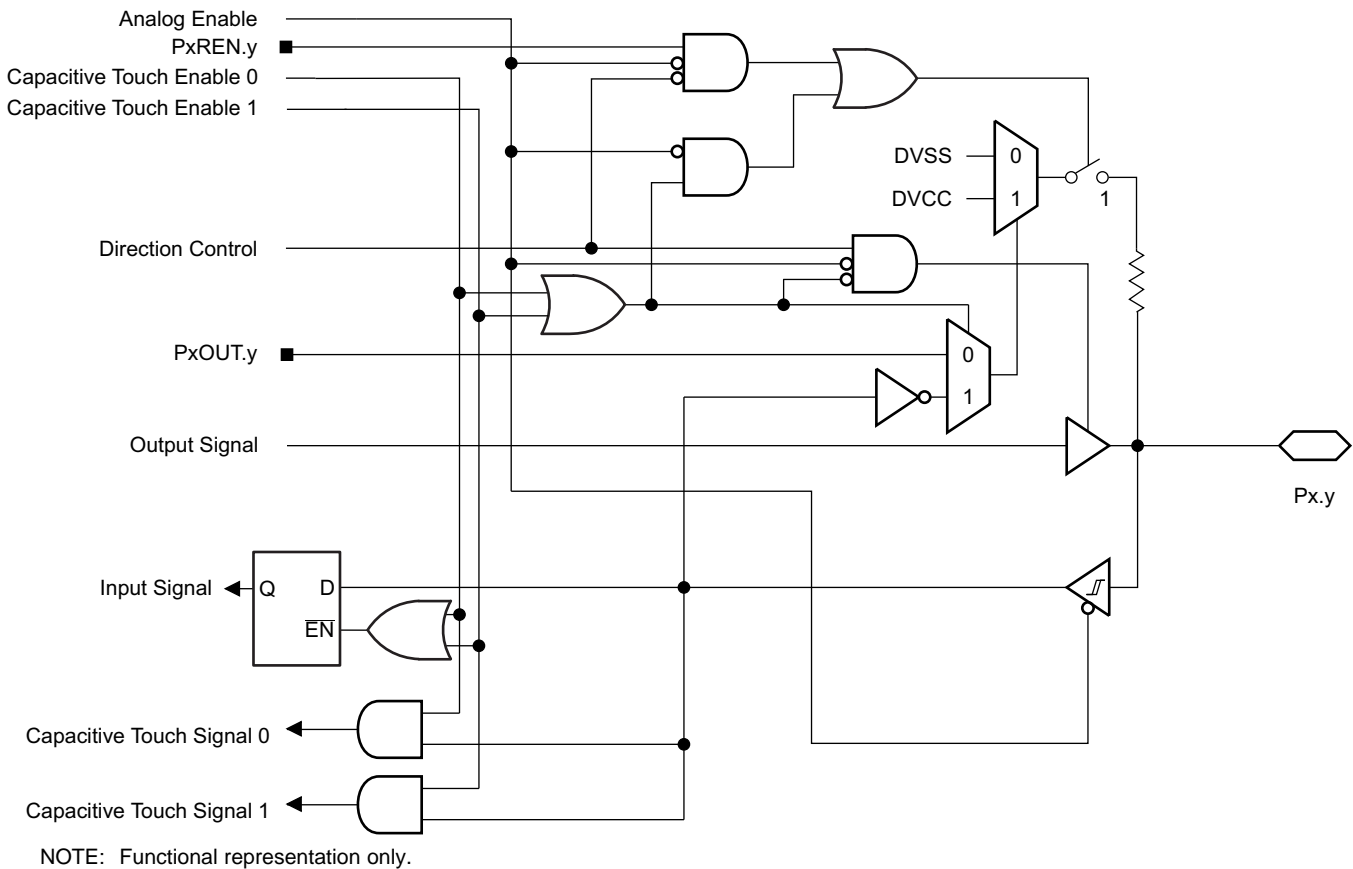 Analog Enable
PxREN.y
Capacitive Touch Enable 0
Capacitive Touch Enable 1
DVSS
0
DVCC
1
1
Direction Control
PxOUT.y
0
1
Output Signal
Px.y
Input Signal
Q
D
EN
Capacitive Touch Signal 0
Capacitive Touch Signal 1
NOTE: Functional representation only.